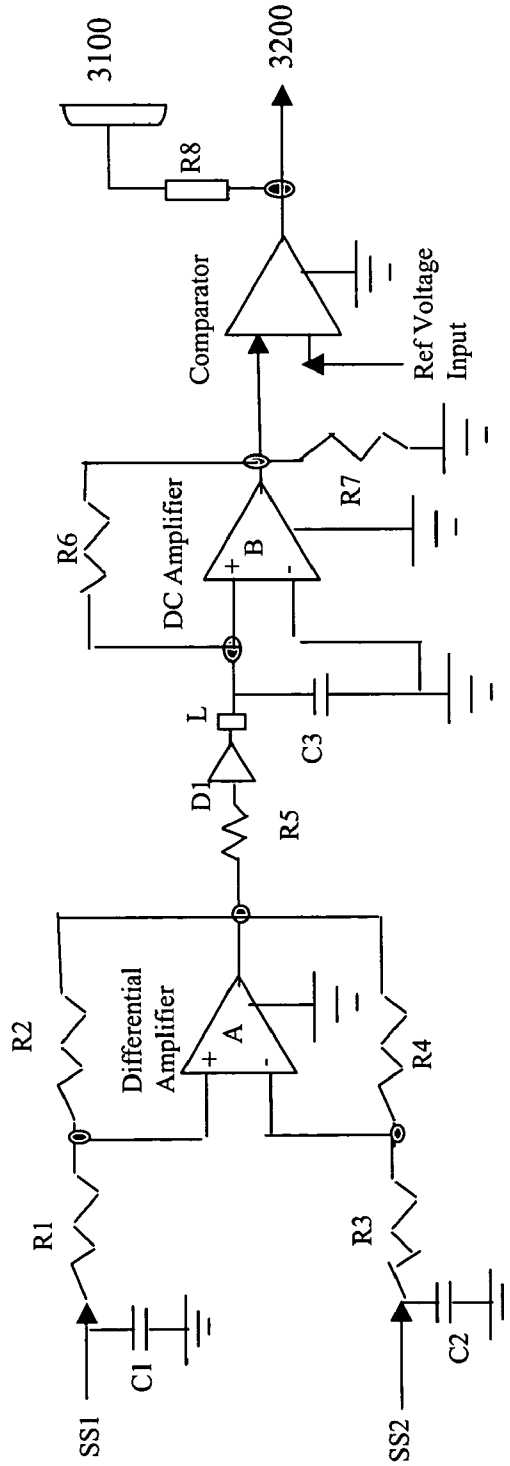 SS1
C1
R1
R2
Differential
Amplifier
+
A
-
SS2
C2
R3
R4
R5
D1
L
C3
DC Amplifier
R6
+
B
-
R7
Comparator
Ref Voltage
Input
R8
3100
3200